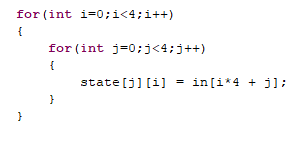 for(int i=0;i<4;i++)
{
    for(int j=0;j<4;j++)
    {
        state[j][i] = in[i*4 + j];
    }
}